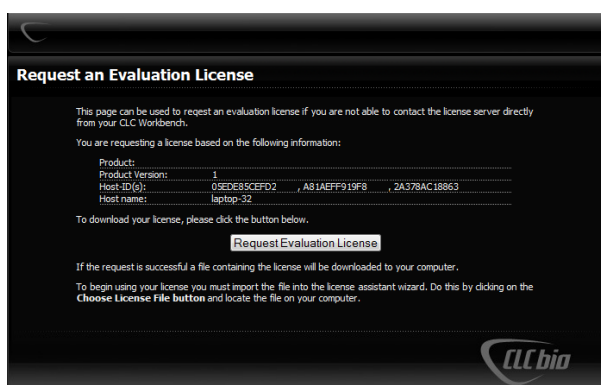 Request an Evaluation License
This page can be used to reqest an evaluation license if you are not able to contact the license server directly
from your CLC Workbench.
You are requesting a license based on the following information:
Product:
Product Version: 1
Host-ID(s): 05EDE85CEFD2 , A81AEFF919F8 , 2A378AC18863
Host name: laptop-32
To download your license, please click the button below.
Request Evaluation License
If the request is successful a file containing the license will be downloaded to your computer.
To begin using your license you must import the file into the license assistant wizard. Do this by clicking on the
Choose License File button and locate the file on your computer.
CLC bio